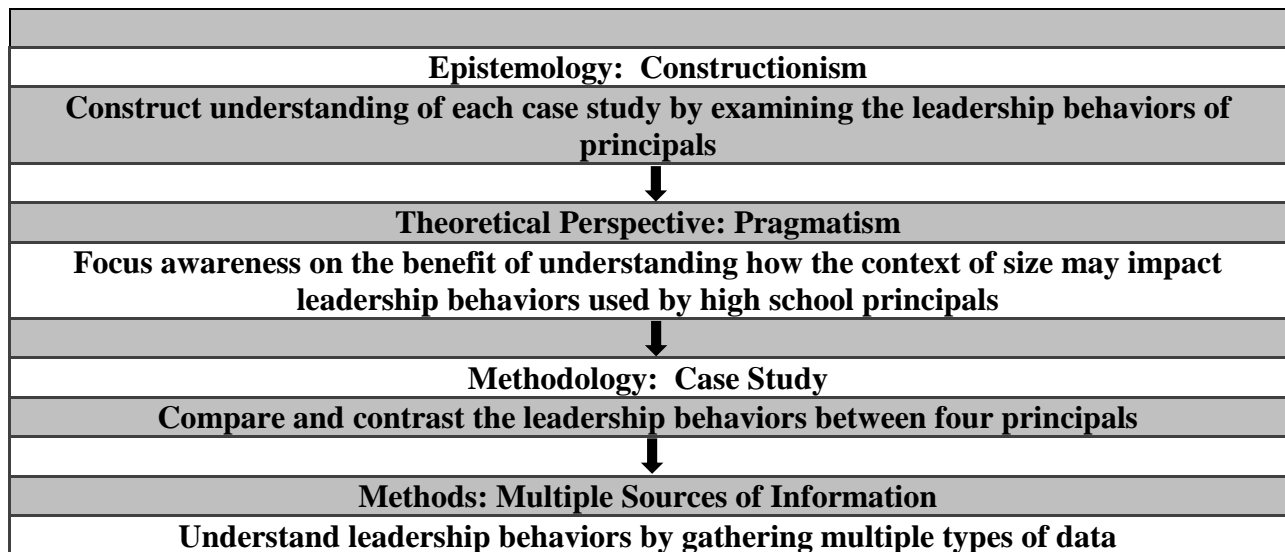 Epistemology:  Constructionism
Construct understanding of each case study by examining the leadership behaviors of
principals
Theoretical Perspective: Pragmatism
Focus awareness on the benefit of understanding how the context of size may impact
leadership behaviors used by high school principals
Methodology:  Case Study
Compare and contrast the leadership behaviors between four principals
Methods: Multiple Sources of Information
Understand leadership behaviors by gathering multiple types of data